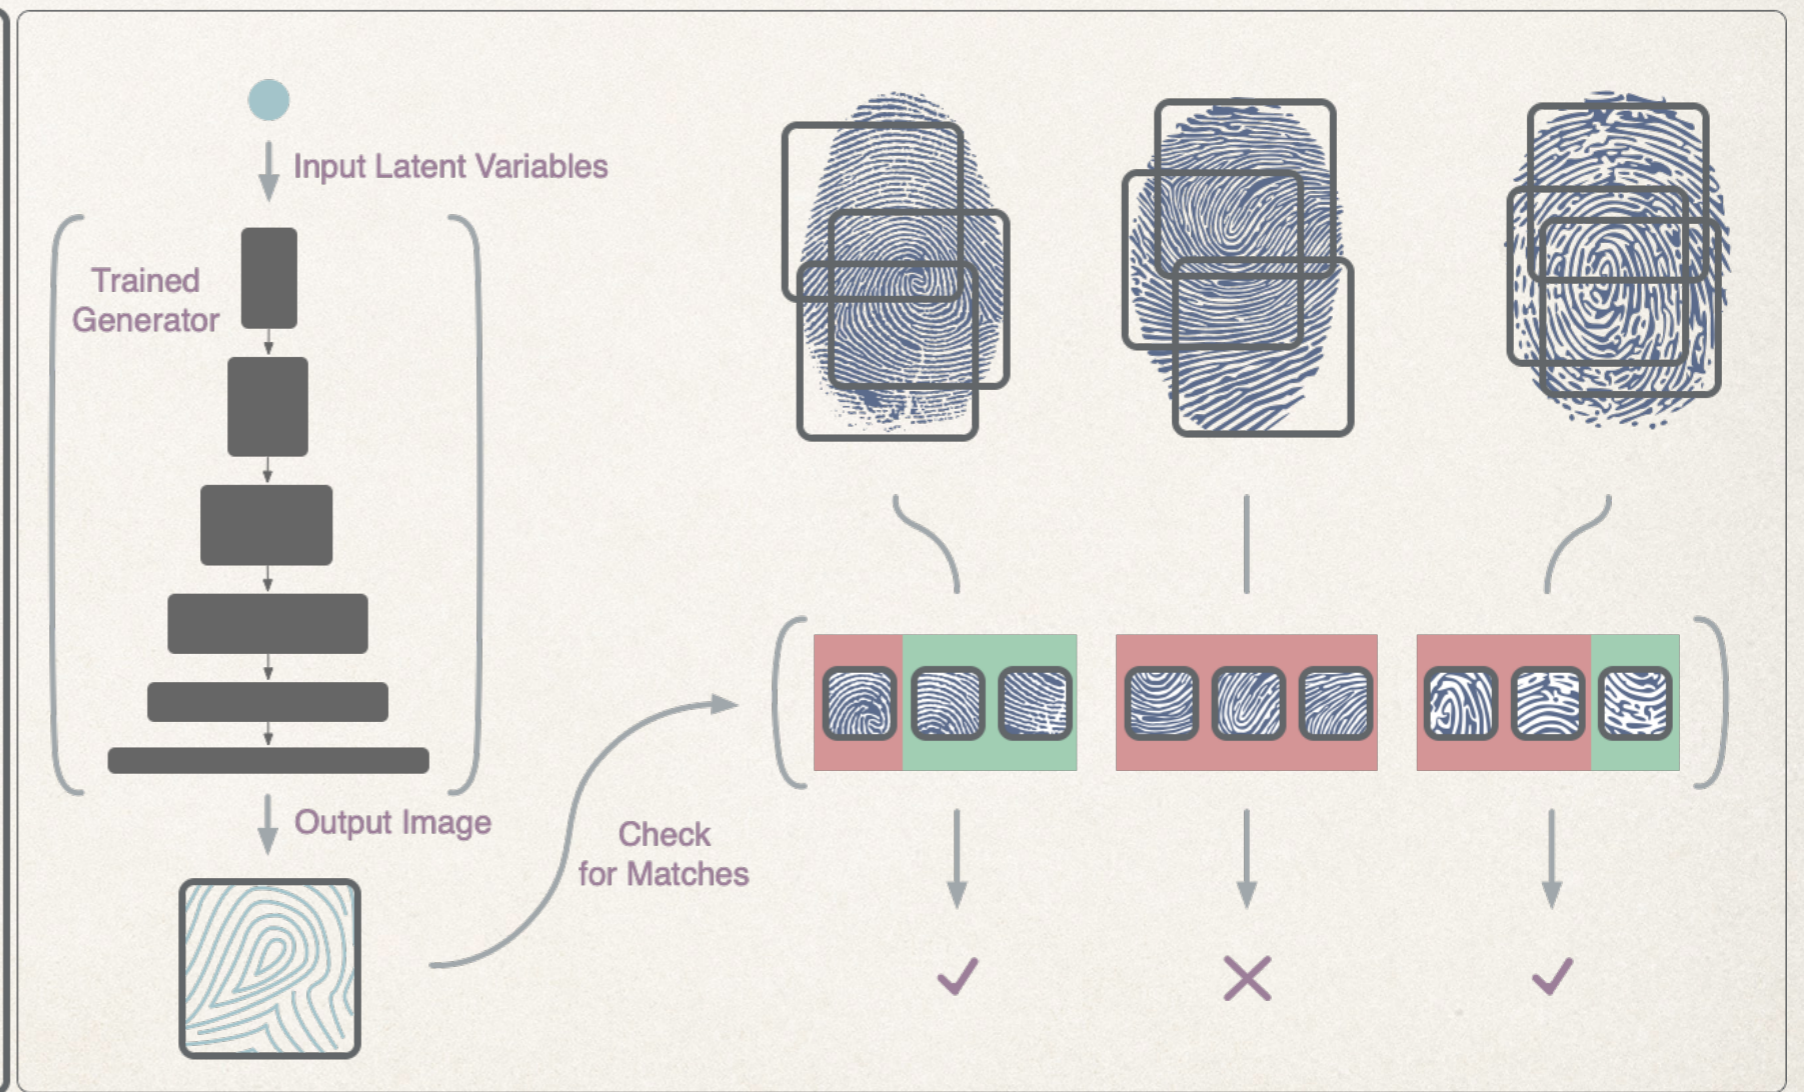 Input Latent Variables
Trained
Generator
Output Image
Check
for Matches